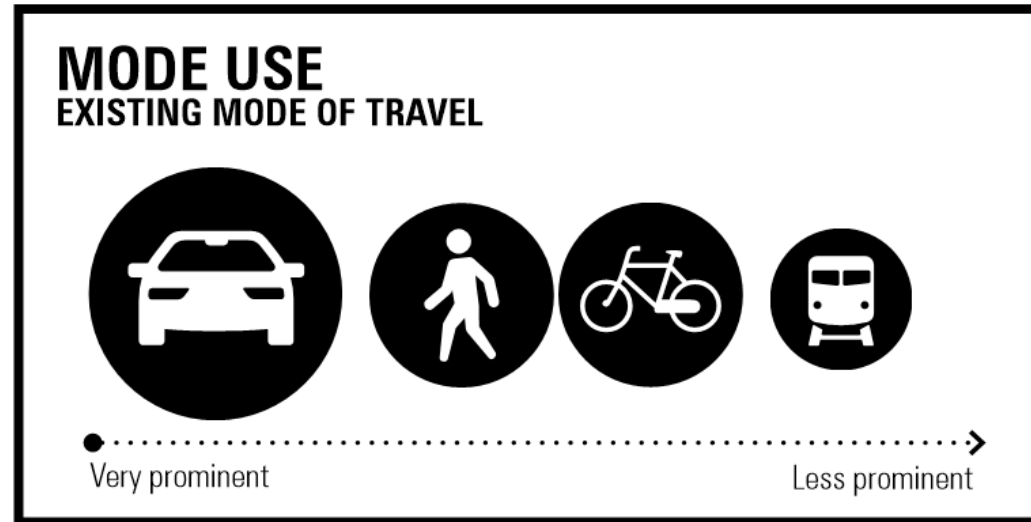 MODE USE
EXISTING MODE OF TRAVEL
Very prominent
Less prominent